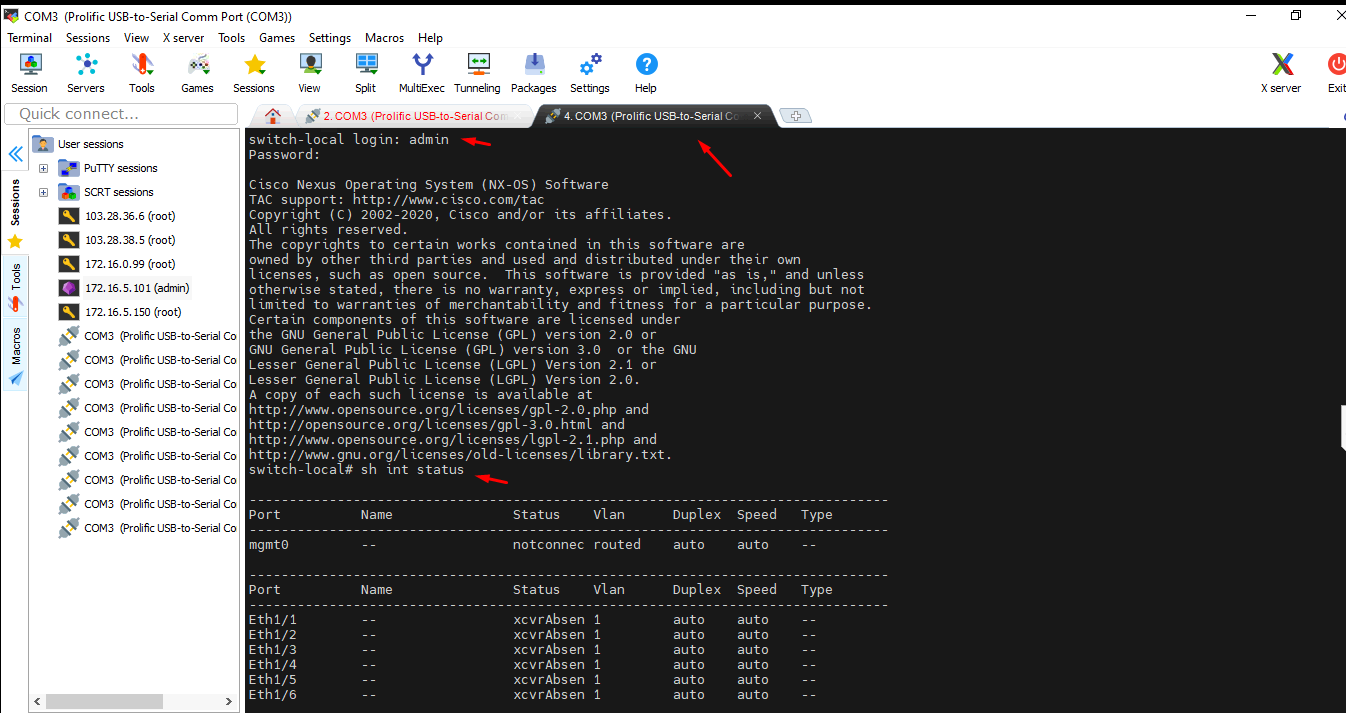 COM3 (Prolific USB-to-Serial Comm Port (COM3))
Terminal Sessions View X server Tools Games Settings Macros Help
Session Servers Tools Games Sessions View Split MultiExec Tunneling Packages Settings Help X server Exit
Quick connect...
2. COM3 (Prolific USB-to-Serial Com
4. COM3 (Prolific USB-to-Serial Co
Sessions
Tools
Macros
User sessions
PuTTY sessions
SCRT sessions
103.28.36.6 (root)
103.28.38.5 (root)
172.16.0.99 (root)
172.16.5.101 (admin)
172.16.5.150 (root)
COM3 (Prolific USB-to-Serial Co
COM3 (Prolific USB-to-Serial Co
COM3 (Prolific USB-to-Serial Co
COM3 (Prolific USB-to-Serial Co
COM3 (Prolific USB-to-Serial Co
COM3 (Prolific USB-to-Serial Co
COM3 (Prolific USB-to-Serial Co
COM3 (Prolific USB-to-Serial Co
COM3 (Prolific USB-to-Serial Co
switch-local login: admin
Password:
Cisco Nexus Operating System (NX-OS) Software
TAC support: http://www.cisco.com/tac
Copyright (C) 2002-2020, Cisco and/or its affiliates.
All rights reserved.
The copyrights to certain works contained in this software are
owned by other third parties and used and distributed under their own
licenses, such as open source.  This software is provided "as is," and unless
otherwise stated, there is no warranty, express or implied, including but not
limited to warranties of merchantability and fitness for a particular purpose.
Certain components of this software are licensed under
the GNU General Public License (GPL) version 2.0 or
GNU General Public License (GPL) version 3.0  or the GNU
Lesser General Public License (LGPL) Version 2.1 or
Lesser General Public License (LGPL) Version 2.0.
A copy of each such license is available at
http://www.opensource.org/licenses/gpl-2.0.php and
http://opensource.org/licenses/gpl-3.0.html and
http://www.opensource.org/licenses/lgpl-2.1.php and
http://www.gnu.org/licenses/old-licenses/library.txt.
switch-local# sh int status
--------------------------------------------------------------------------------
Port          Name               Status    Vlan      Duplex  Speed   Type
--------------------------------------------------------------------------------
mgmt0         --                 notconnec routed    auto    auto    --
--------------------------------------------------------------------------------
Port          Name               Status    Vlan      Duplex  Speed   Type
--------------------------------------------------------------------------------
Eth1/1        --                 xcvrAbsen 1         auto    auto    --
Eth1/2        --                 xcvrAbsen 1         auto    auto    --
Eth1/3        --                 xcvrAbsen 1         auto    auto    --
Eth1/4        --                 xcvrAbsen 1         auto    auto    --
Eth1/5        --                 xcvrAbsen 1         auto    auto    --
Eth1/6        --                 xcvrAbsen 1         auto    auto    --